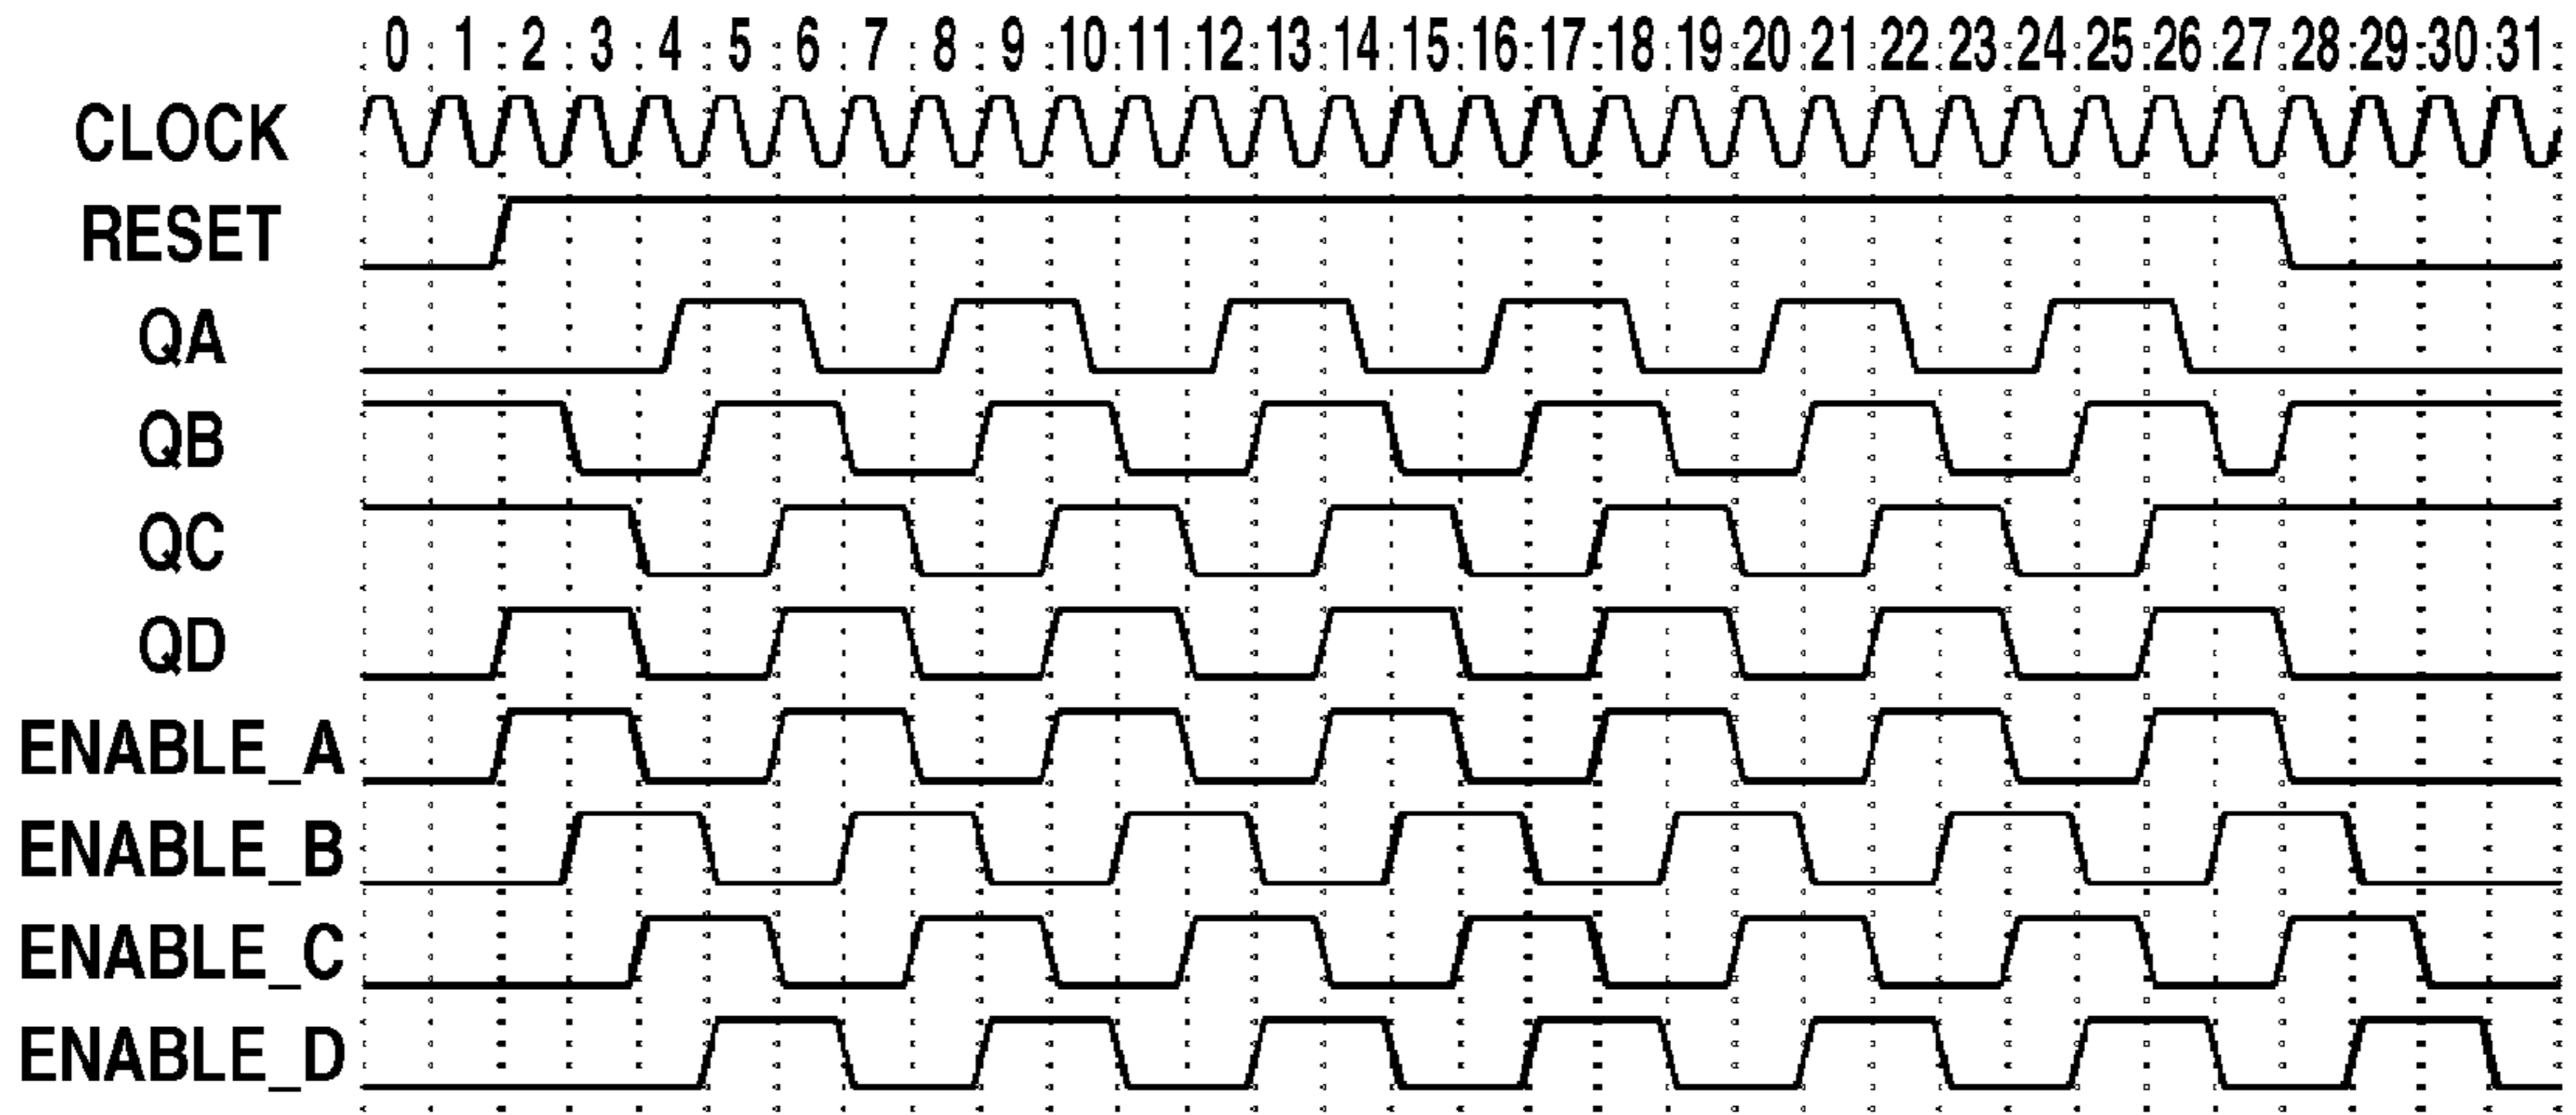 0 1 2 3 4 5 6 7 8 9 10 11 12 13 14 15 16 17 18 19 20 21 22 23 24 25 26 27 28 29 30 31
CLOCK
RESET
QA
QB
QC
QD
ENABLE_A
ENABLE_B
ENABLE_C
ENABLE_D